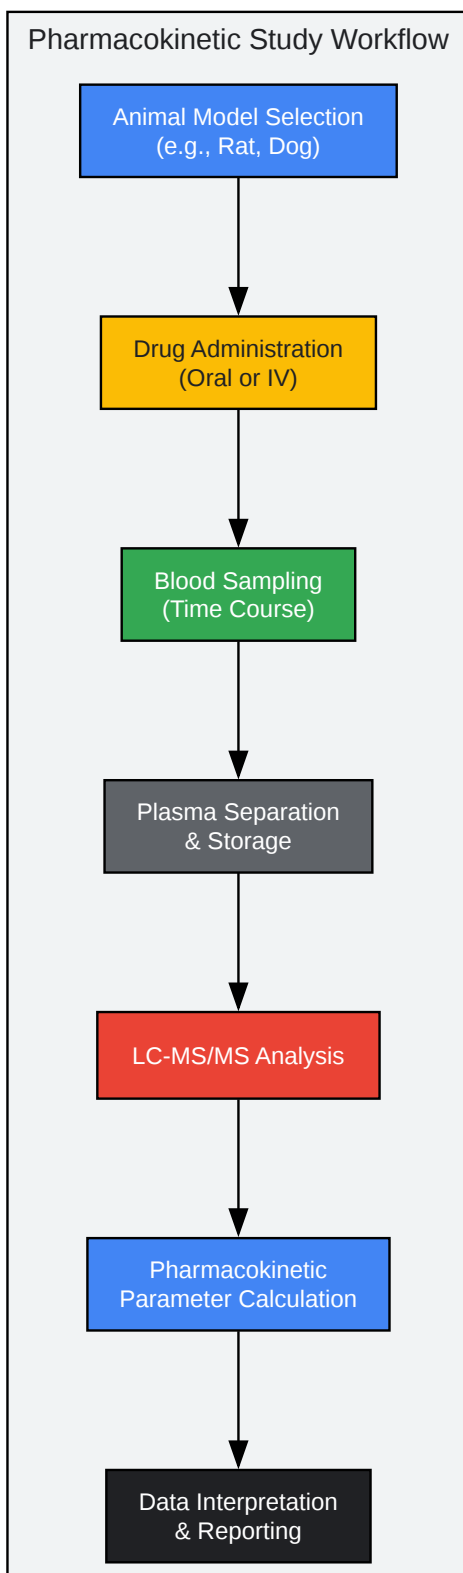 Pharmacokinetic Study Workflow
Animal Model Selection
(e.g., Rat, Dog)
Drug Administration
(Oral or IV)
Blood Sampling
(Time Course)
Plasma Separation
& Storage
LC-MS/MS Analysis
Pharmacokinetic
Parameter Calculation
Data Interpretation
& Reporting